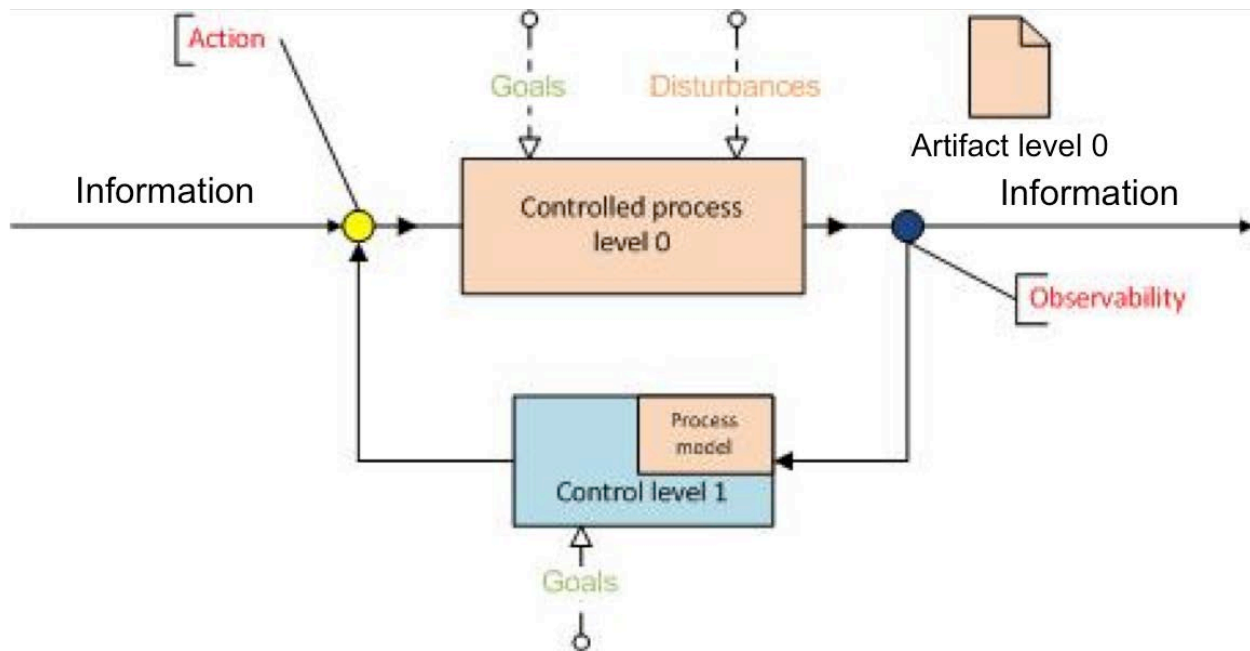 Action
Goals
Disturbances
Artifact level 0
Information
Information
Controlled process
level 0
Observability
Process
model
Control level 1
Goals